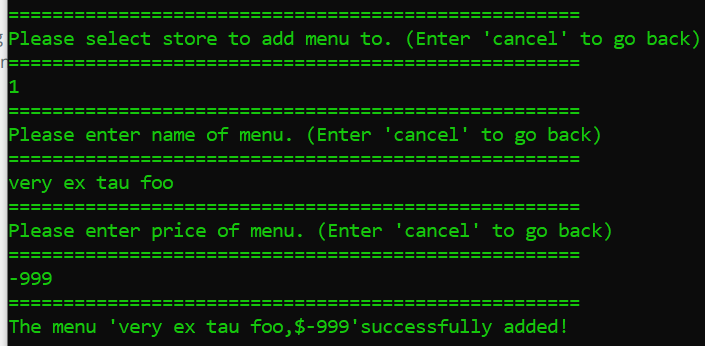 ====================================================
Please select store to add menu to. (Enter 'cancel' to go back)
====================================================
1
====================================================
Please enter name of menu. (Enter 'cancel' to go back)
====================================================
very ex tau foo
====================================================
Please enter price of menu. (Enter 'cancel' to go back)
====================================================
-999
====================================================
The menu 'very ex tau foo,$-999'successfully added!